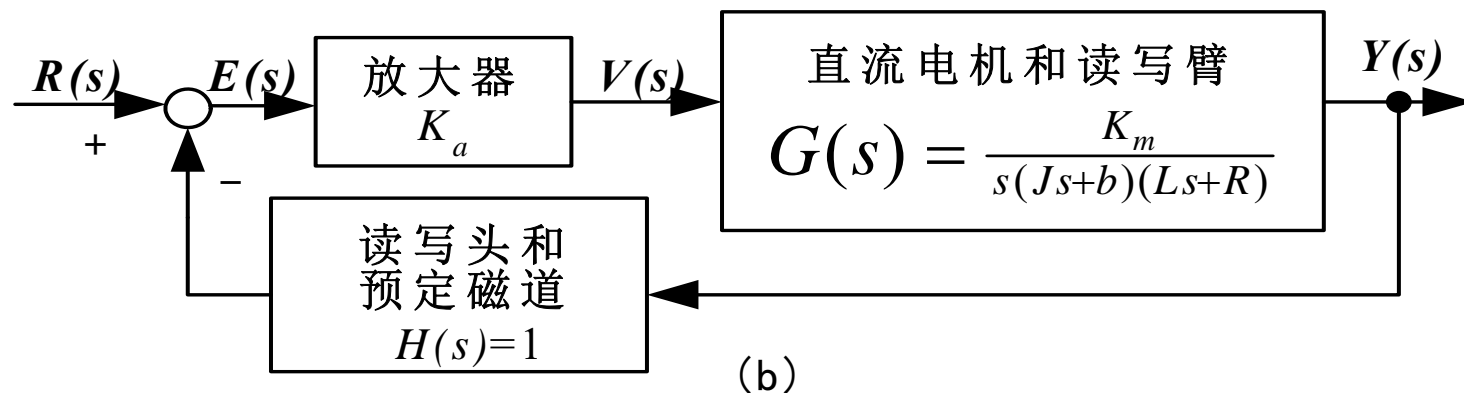 R(s)
+
−
E(s)
放大器
K_a
V(s)
直流电机和读写臂
G(s) = K_m / s(Js+b)(Ls+R)
Y(s)
读写头和
预定磁道
H(s)=1
(b)